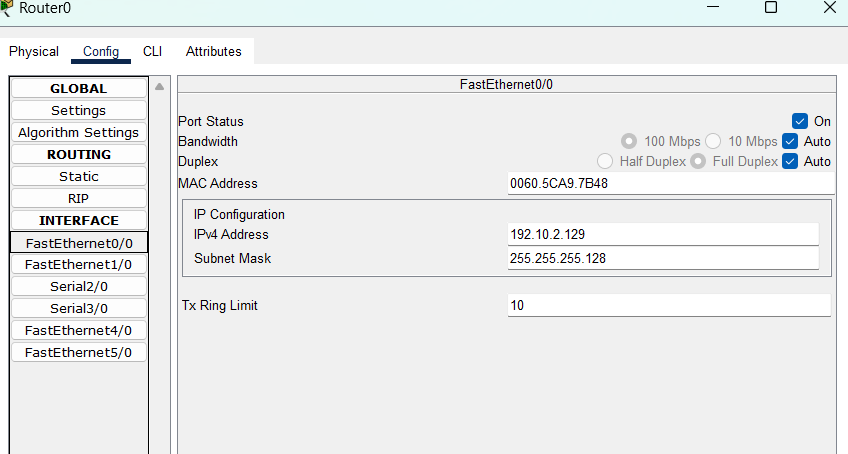 Router0
Physical Config CLI Attributes
GLOBAL
Settings
Algorithm Settings
ROUTING
Static
RIP
INTERFACE
FastEthernet0/0
FastEthernet1/0
Serial2/0
Serial3/0
FastEthernet4/0
FastEthernet5/0
FastEthernet0/0
Port Status On
Bandwidth 100 Mbps 10 Mbps Auto
Duplex Half Duplex Full Duplex Auto
MAC Address 0060.5CA9.7B48
IP Configuration
IPv4 Address 192.10.2.129
Subnet Mask 255.255.255.128
Tx Ring Limit 10